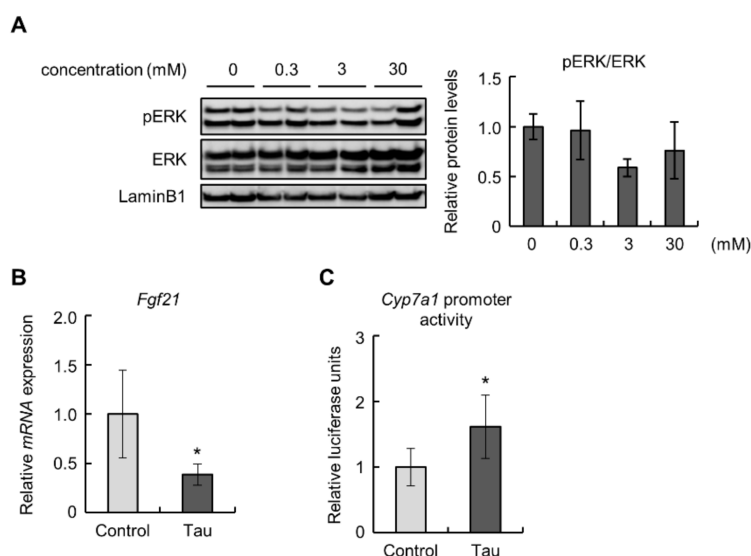 A
concentration (mM) 0 0.3 3 30
pERK
ERK
LaminB1
pERK/ERK
Relative protein levels
1.5
1.0
0.5
0
0 0.3 3 30 (mM)
B
Fgf21
Relative mRNA expression
2.0
1.5
1.0
0.5
0
*
Control Tau
C
Cyp7a1 promoter
activity
Relative luciferase units
3
2
1
0
*
Control Tau